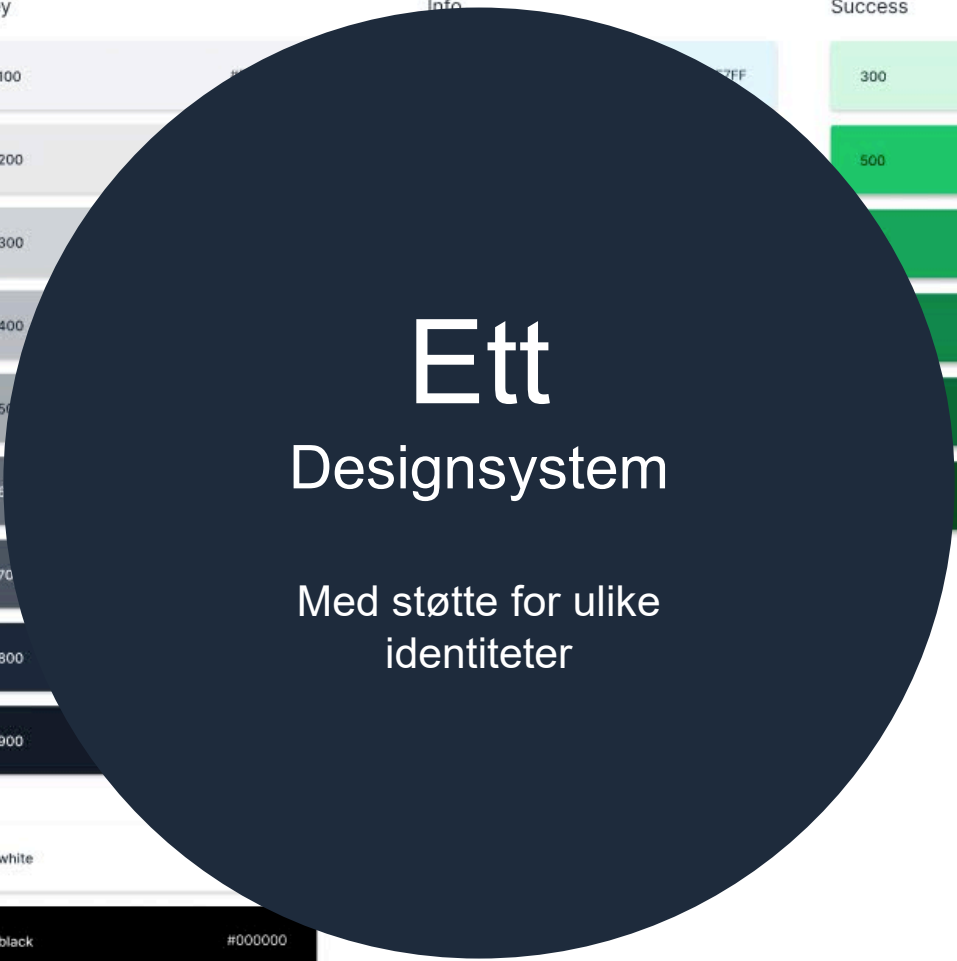 Info
Success
100
300
200
500
300
400
Ett
Designsystem
Med støtte for ulike
identiteter
800
900
white
black
#000000